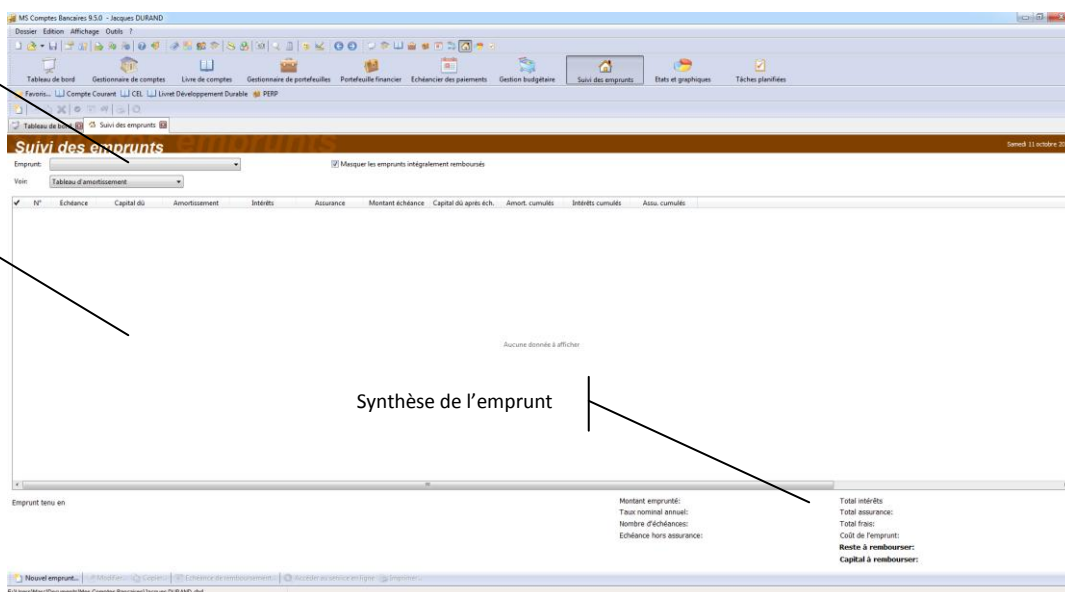 MS Comptes Bancaires 9.5.0 - Jacques DURAND
Dossier Edition Affichage Outils ?
Tableau de bord Gestionnaire de comptes Livre de comptes Gestionnaire de portefeuilles Portefeuille financier Echéancier des paiements Gestion budgétaire Suivi des emprunts Etats et graphiques Tâches planifiées
Favoris... Compte Courant CEL Livret Développement Durable PERP
Tableau de bord Suivi des emprunts
Suivi des emprunts emprunts Samedi 11 octobre 20
Emprunt: Masquer les emprunts intégralement remboursés
Voir: Tableau d'amortissement
N° Echéance Capital dû Amortissement Intérêts Assurance Montant échéance Capital dû après éch. Amort. cumulés Intérêts cumulés Assu. cumulés
Aucune donnée à afficher
Synthèse de l'emprunt
Emprunt tenu en Montant emprunté: Total intérêts
Taux nominal annuel: Total assurance:
Nombre d'échéances: Total frais:
Echéance hors assurance: Coût de l'emprunt:
Reste à rembourser:
Capital à rembourser:
Nouvel emprunt... Modifier... Copier... Echéance de remboursement... Accéder au service en ligne Imprimer...